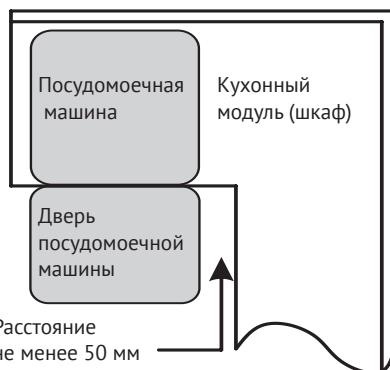 Посудомоечная
машина
Кухонный
модуль (шкаф)
Дверь
посудомоечной
машины
Расстояние
не менее 50 мм